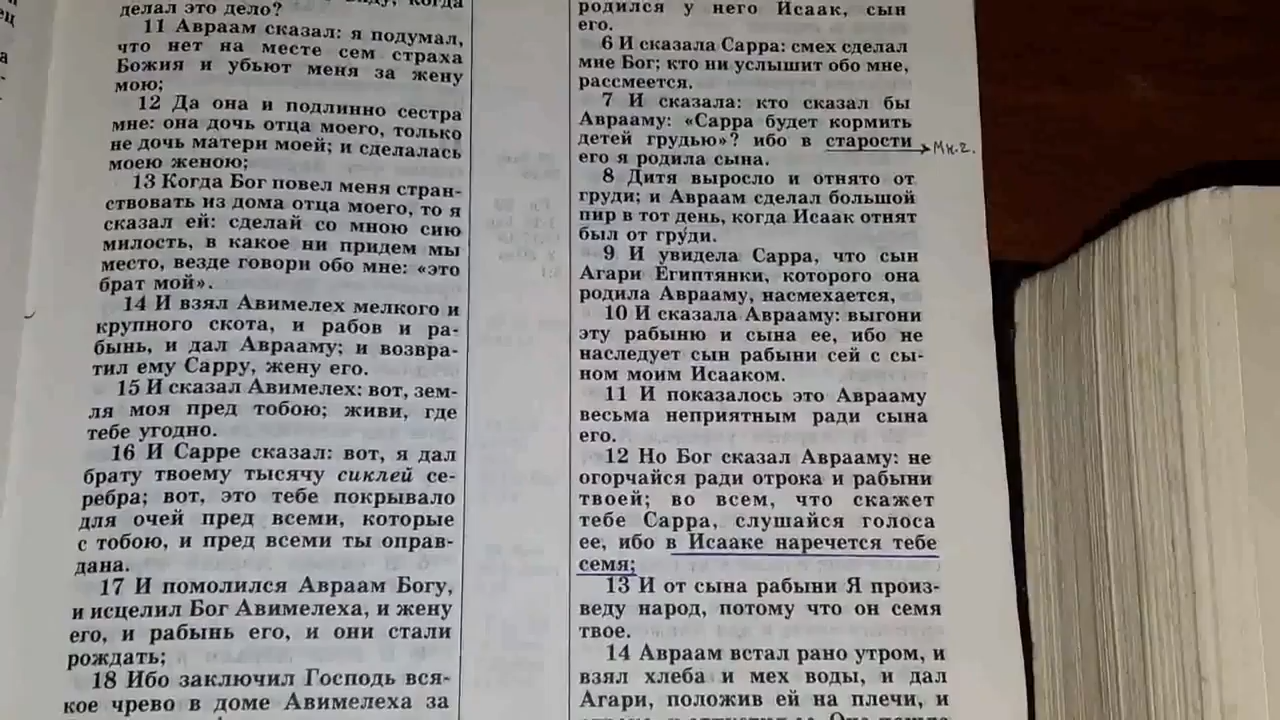 делал это дело?
11 Авраам сказал: я подумал,
что нет на месте сем страха
Божия и убьют меня за жену
мою;
12 Да она и подлинно сестра
мне: она дочь отца моего, только
не дочь матери моей; и сделалась
моею женою;
13 Когда Бог повел меня стран-
ствовать из дома отца моего, то я
сказал ей: сделай со мною сию
милость, в какое ни придем мы
место, везде говори обо мне: «это
брат мой».
14 И взял Авимелех мелкого и
крупного скота, и рабов и ра-
бынь, и дал Аврааму; и возвра-
тил ему Сарру, жену его.
15 И сказал Авимелех: вот, зем-
ля моя пред тобою; живи, где
тебе угодно.
16 И Сарре сказал: вот, я дал
брату твоему тысячу сиклей се-
ребра; вот, это тебе покрывало
для очей пред всеми, которые
с тобою, и пред всеми ты оправ-
дана.
17 И помолился Авраам Богу,
и исцелил Бог Авимелеха, и жену
его, и рабынь его, и они стали
рождать;
18 Ибо заключил Господь вся-
кое чрево в доме Авимелеха за
родился у него Исаак, сын
его.
6 И сказала Сарра: смех сделал
мне Бог; кто ни услышит обо мне,
рассмеется.
7 И сказала: кто сказал бы
Аврааму: «Сарра будет кормить
детей грудью»? ибо в старости Мн.г.
его я родила сына.
8 Дитя выросло и отнято от
груди; и Авраам сделал большой
пир в тот день, когда Исаак отнят
был от груди.
9 И увидела Сарра, что сын
Агари Египтянки, которого она
родила Аврааму, насмехается,
10 И сказала Аврааму: выгони
эту рабыню и сына ее, ибо не
наследует сын рабыни сей с сы-
ном моим Исааком.
11 И показалось это Аврааму
весьма неприятным ради сына
его.
12 Но Бог сказал Аврааму: не
огорчайся ради отрока и рабыни
твоей; во всем, что скажет
тебе Сарра, слушайся голоса
ее, ибо в Исааке наречется тебе
семя;
13 И от сына рабыни Я произ-
веду народ, потому что он семя
твое.
14 Авраам встал рано утром, и
взял хлеба и мех воды, и дал
Агари, положив ей на плечи, и